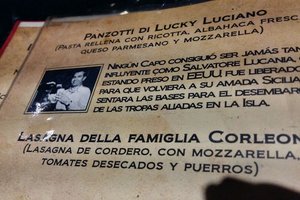 Panzotti di Lucky Luciano
(Pasta rellena con ricotta, albahaca fresc
queso parmesano y mozzarella)
Ningún Capo consiguió ser jamás tan
influyente como Salvatore Lucania.
estando preso en EEUU, fue liberado
para que volviera a su amada Sicilia
sentara las bases para el desembar
de las tropas aliadas en la Isla.
Lasagna della Famiglia Corleon
(Lasagna de cordero, con mozzarella,
tomates desecados y puerros)